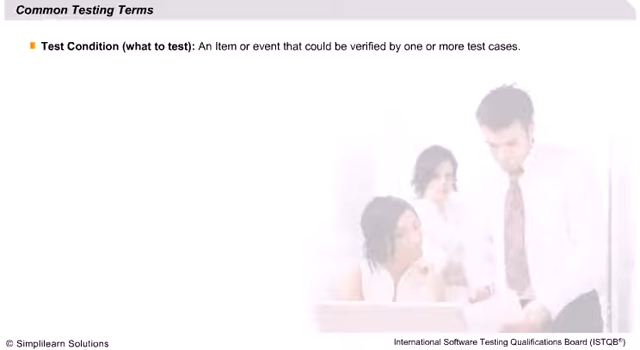 Common Testing Terms
Test Condition (what to test): An Item or event that could be verified by one or more test cases.
© Simplilearn Solutions
International Software Testing Qualifications Board (ISTQB®)